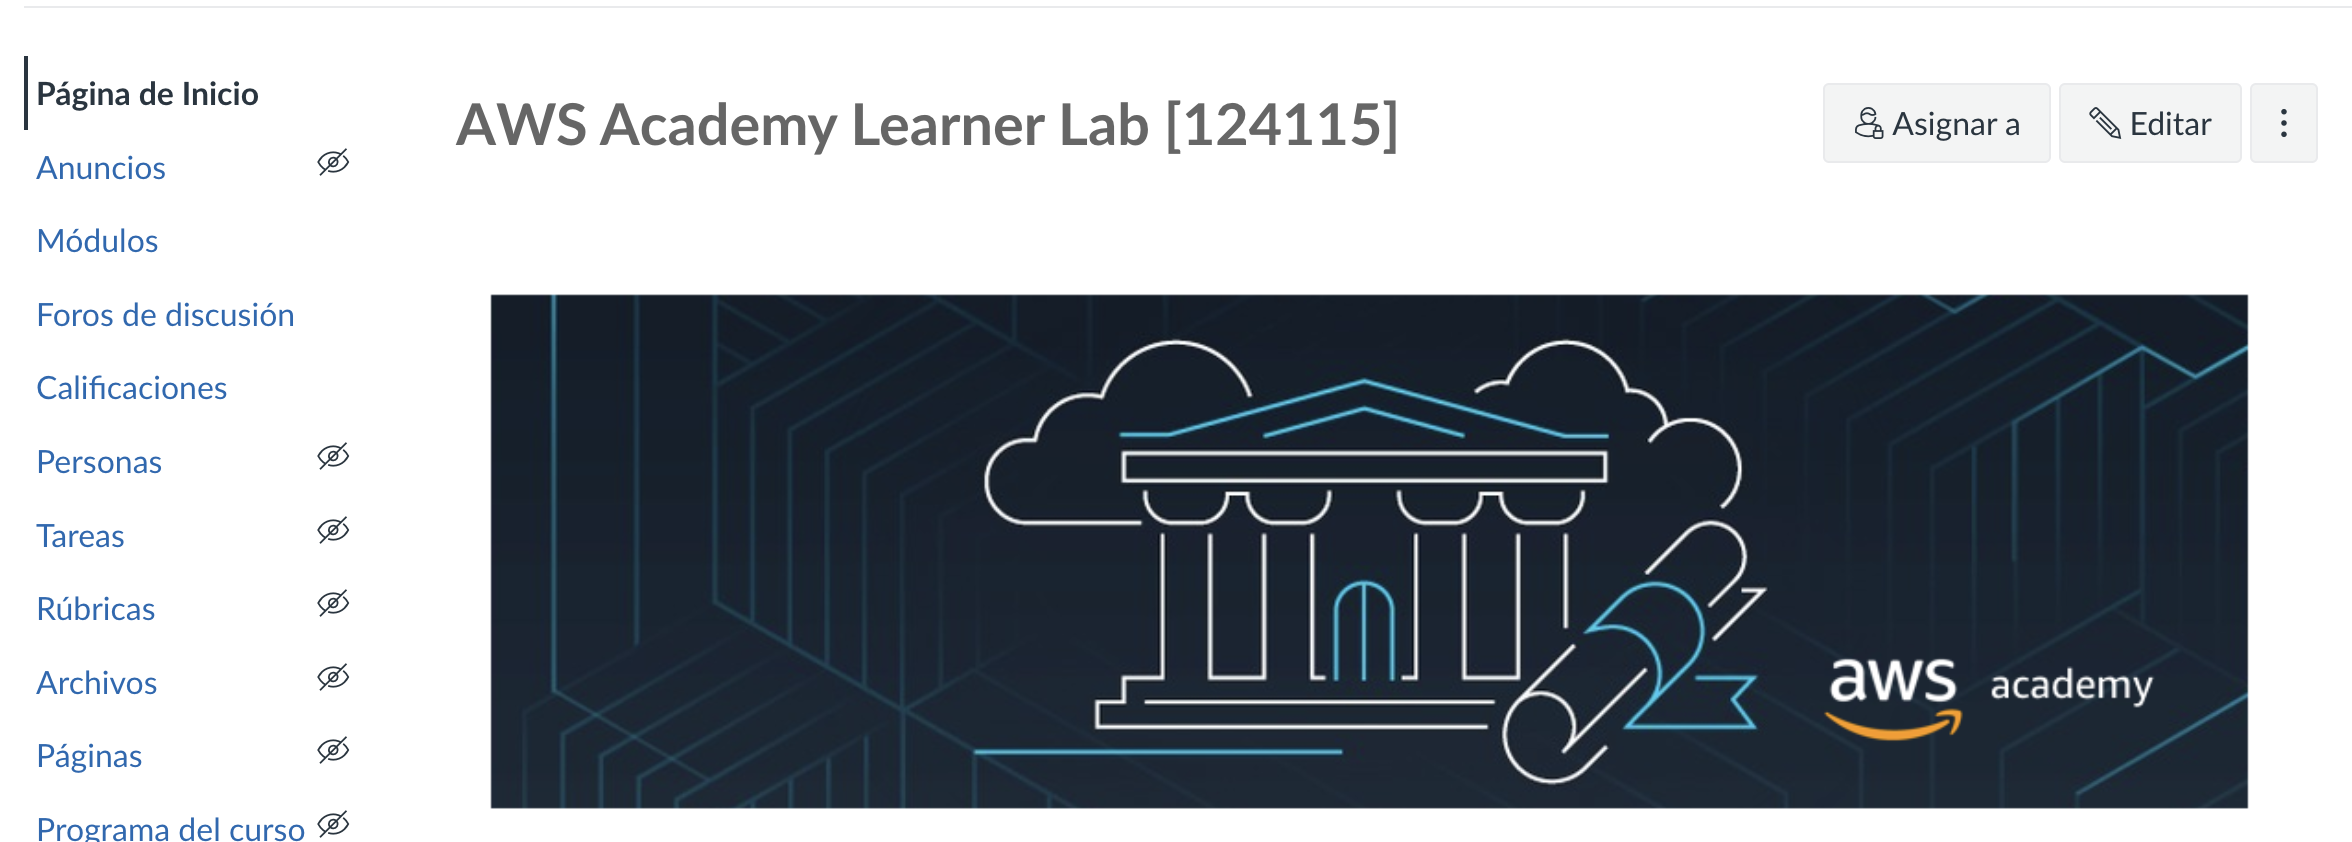 Página de Inicio
Anuncios
Módulos
Foros de discusión
Calificaciones
Personas
Tareas
Rúbricas
Archivos
Páginas
Programa del curso
AWS Academy Learner Lab [124115]
Asignar a
Editar
aws academy